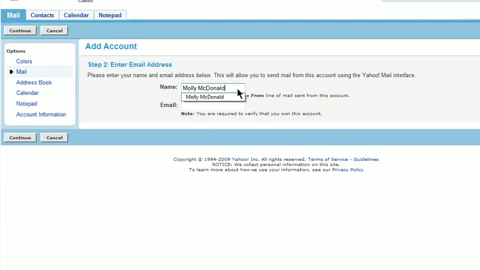 Classic
Mail Contacts Calendar Notepad
Continue Cancel
Options
Colors
Mail
Address Book
Calendar
Notepad
Account Information
Add Account
Step 2: Enter Email Address
Please enter your name and email address below. This will allow you to send mail from this account using the Yahoo! Mail interface.
Name: Molly McDonald
Molly McDonald
From line of mail sent from this account.
Email:
Note: You are required to verify that you own this account.
Continue Cancel
Copyright © 1994-2009 Yahoo! Inc. All rights reserved. Terms of Service - Guidelines
NOTICE: We collect personal information on this site.
To learn more about how we use your information, see our Privacy Policy